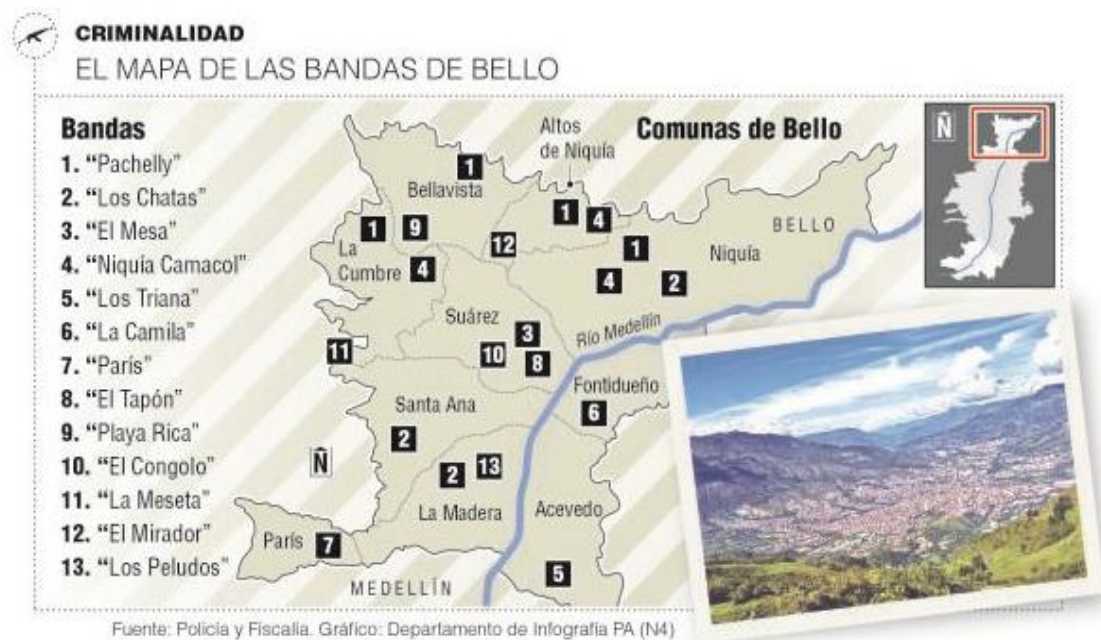 CRIMINALIDAD
EL MAPA DE LAS BANDAS DE BELLO
Bandas
1. “Pachelly”
2. “Los Chatas”
3. “El Mesa”
4. “Niquía Camacol”
5. “Los Triana”
6. “La Camila”
7. “París”
8. “El Tapón”
9. “Playa Rica”
10. “El Congolo”
11. “La Meseta”
12. “El Mirador”
13. “Los Peludos”
Comunas de Bello
Altos
de Niquía
1
Bellavista
1
4
BELLO
1
9
12
1
Niquía
La
Cumbre
4
4
2
Suárez
3
Río Medellín
11
10
8
Fontidueño
Santa Ana
6
2
2
13
La Madera
Acevedo
París
7
5
MEDELLÍN
N
N
Fuente: Policía y Fiscalía. Gráfico: Departamento de Infografía PA (N4)